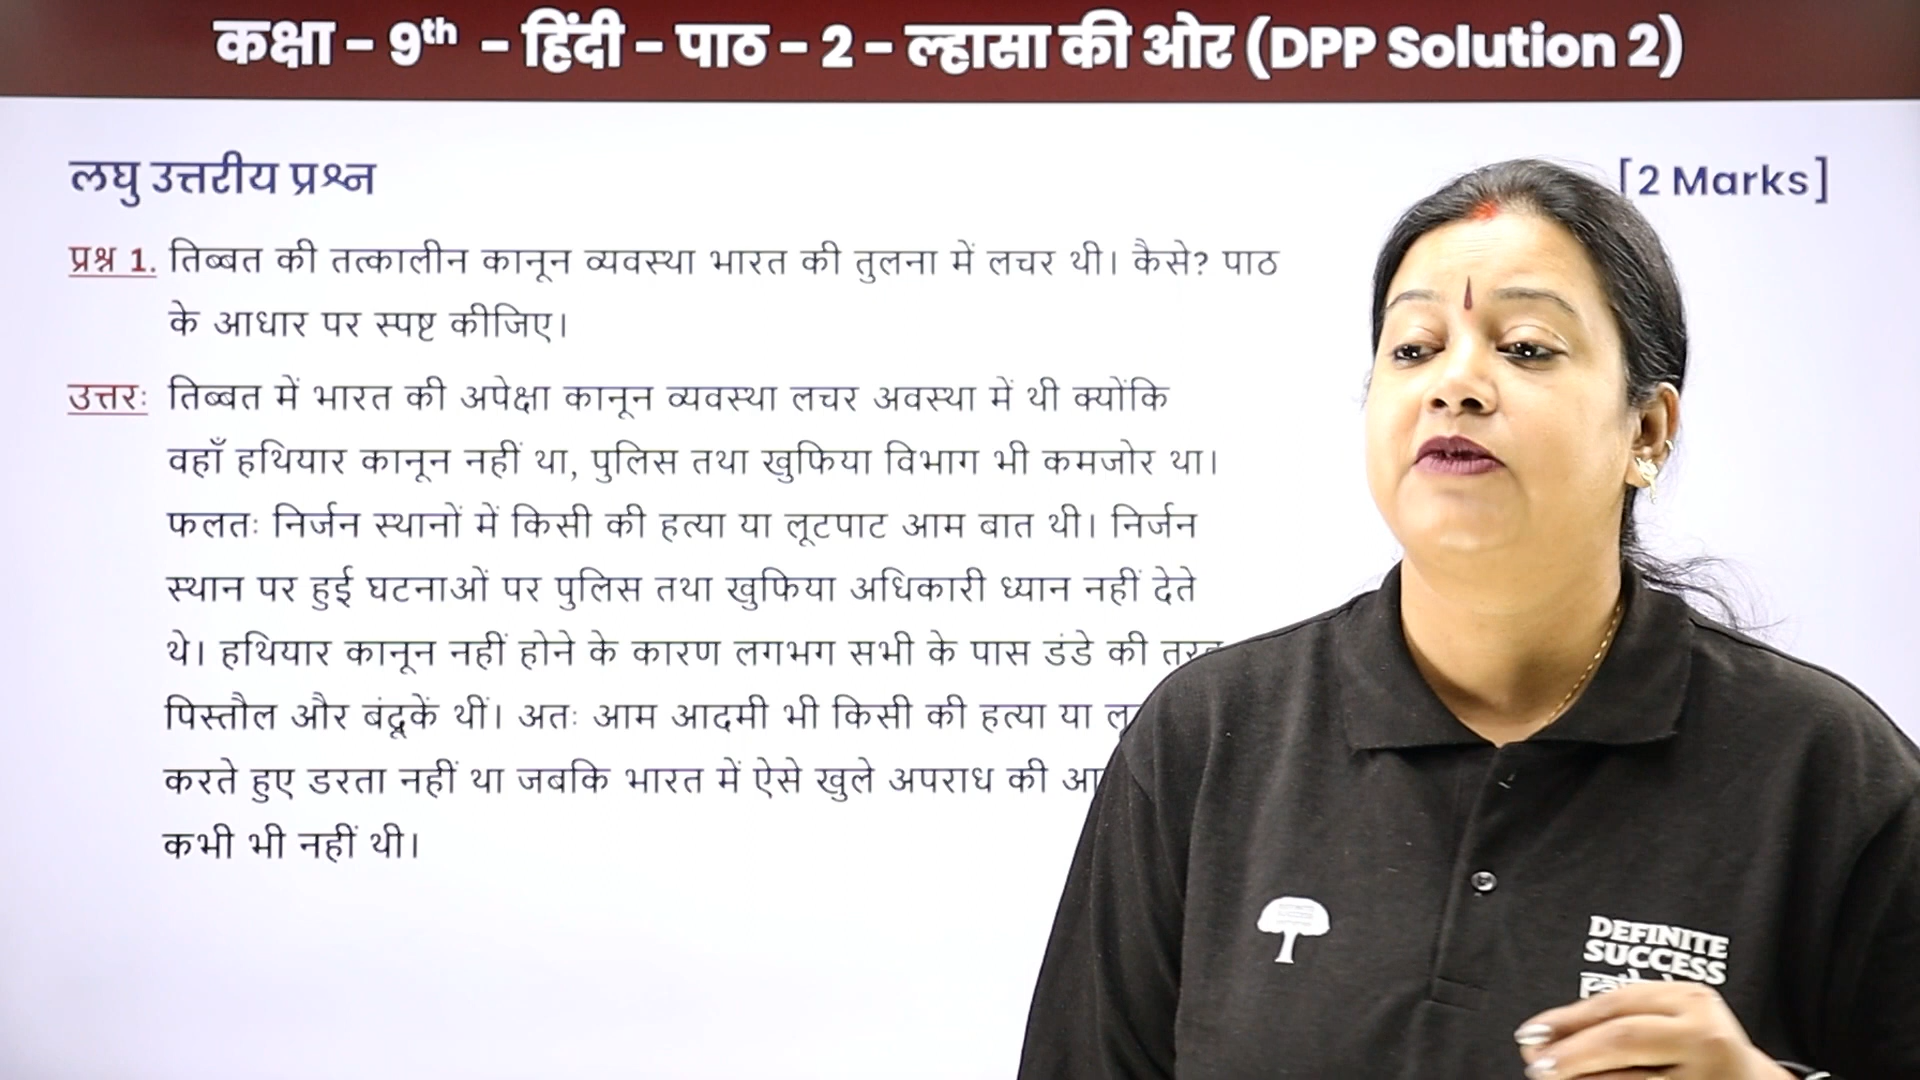 कक्षा – 9th – हिंदी – पाठ – 2 – ल्हासा की ओर (DPP Solution 2)
लघु उत्तरीय प्रश्न
[2 Marks]
प्रश्न 1. तिब्बत की तत्कालीन कानून व्यवस्था भारत की तुलना में लचर थी। कैसे? पाठ
के आधार पर स्पष्ट कीजिए।
उत्तरः तिब्बत में भारत की अपेक्षा कानून व्यवस्था लचर अवस्था में थी क्योंकि
वहाँ हथियार कानून नहीं था, पुलिस तथा खुफिया विभाग भी कमजोर था।
फलतः निर्जन स्थानों में किसी की हत्या या लूटपाट आम बात थी। निर्जन
स्थान पर हुई घटनाओं पर पुलिस तथा खुफिया अधिकारी ध्यान नहीं देते
थे। हथियार कानून नहीं होने के कारण लगभग सभी के पास डंडे की
पिस्तौल और बंदूकें थीं। अतः आम आदमी भी किसी की हत्या या
करते हुए डरता नहीं था जबकि भारत में ऐसे खुले अपराध की
कभी भी नहीं थी।
DEFINITE
SUCCESS